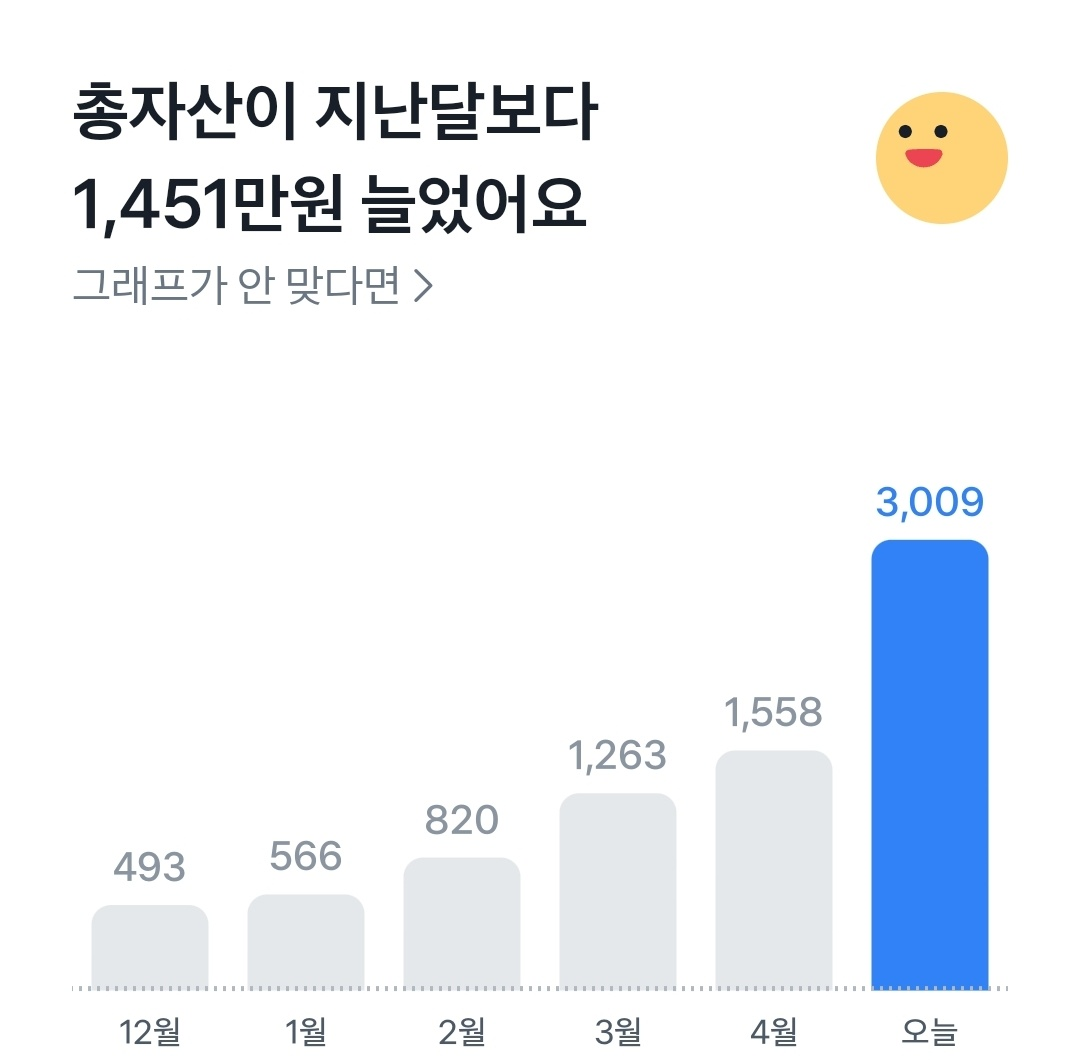 총자산이 지난달보다
1,451만원 늘었어요
그래프가 안 맞다면 >
3,009
1,558
1,263
820
566
493
12월 1월 2월 3월 4월 오늘